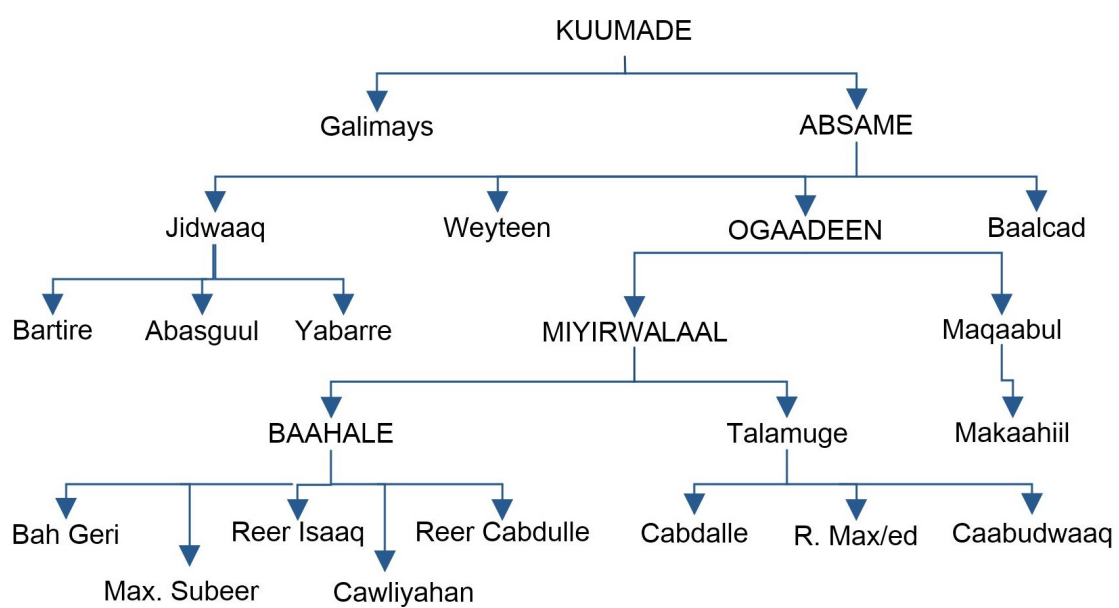 KUUMADE
Galimays
ABSAME
Jidwaaq
Weyteen
OGAADEEN
Baalcad
Bartire
Abasguul
Yabarre
MIYIRWALAAL
Maqaabul
BAAHALE
Talamuge
Makaahiil
Bah Geri
Reer Isaaq
Reer Cabdulle
Cabdalle
R. Max/ed
Caabudwaaq
Max. Subeer
Cawliyahan